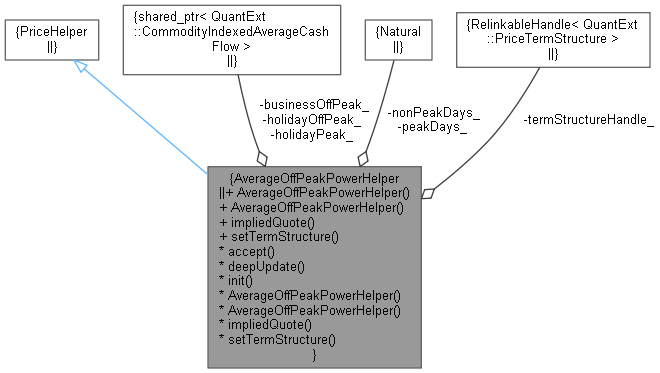 {PriceHelper
||}
{shared_ptr< QuantExt
::CommodityIndexedAverageCash
Flow >
||}
{Natural
||}
{RelinkableHandle< QuantExt
::PriceTermStructure >
||}
-businessOffPeak_
-holidayOffPeak_
-holidayPeak_
-nonPeakDays_
-peakDays_
-termStructureHandle_
{AverageOffPeakPowerHelper
||+ AverageOffPeakPowerHelper()
+ AverageOffPeakPowerHelper()
+ impliedQuote()
+ setTermStructure()
* accept()
* deepUpdate()
* init()
* AverageOffPeakPowerHelper()
* AverageOffPeakPowerHelper()
* impliedQuote()
* setTermStructure()
}